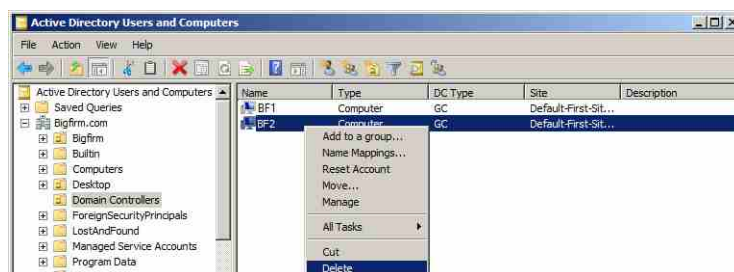 Active Directory Users and Computers
File Action View Help
Active Directory Users and Computers
Saved Queries
Bigfirm.com
Bigfirm
Builtin
Computers
Desktop
Domain Controllers
ForeignSecurityPrincipals
LostAndFound
Managed Service Accounts
Program Data
Name Type DC Type Site Description
BF1 Computer GC Default-First-Sit...
BF2 Computer GC Default-First-Sit...
Add to a group...
Name Mappings...
Reset Account
Move...
Manage
All Tasks
Cut
Delete